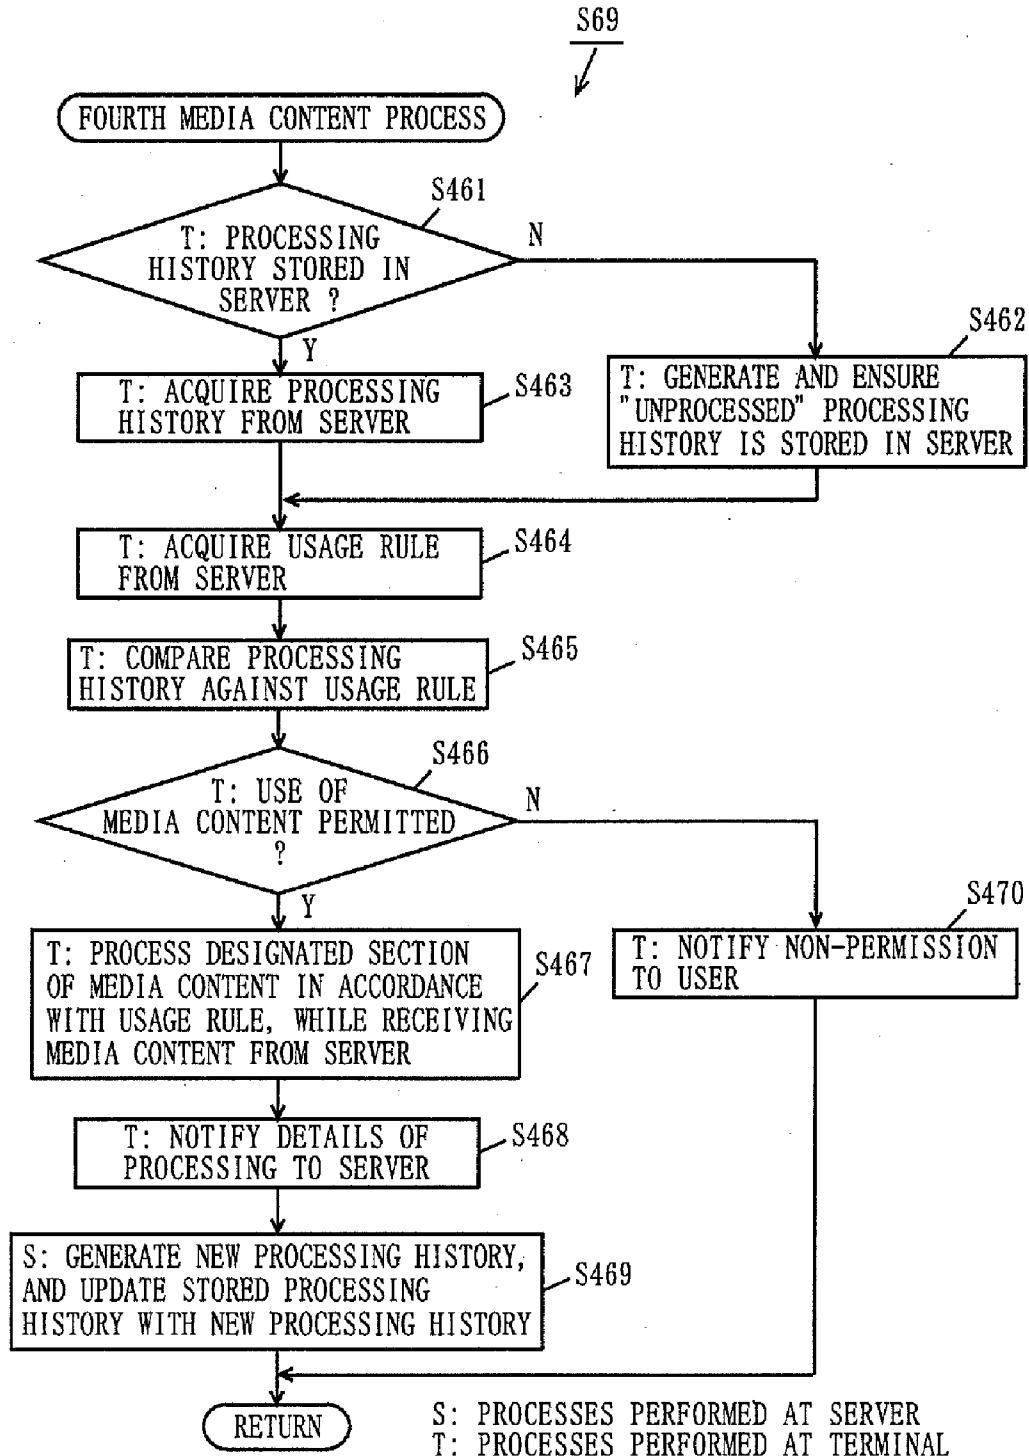 S69
FOURTH MEDIA CONTENT PROCESS
S461
T: PROCESSING
HISTORY STORED IN
SERVER ?
N
Y
S462
T: GENERATE AND ENSURE
"UNPROCESSED" PROCESSING
HISTORY IS STORED IN SERVER
S463
T: ACQUIRE PROCESSING
HISTORY FROM SERVER
S464
T: ACQUIRE USAGE RULE
FROM SERVER
S465
T: COMPARE PROCESSING
HISTORY AGAINST USAGE RULE
S466
T: USE OF
MEDIA CONTENT PERMITTED
?
N
Y
S470
T: NOTIFY NON-PERMISSION
TO USER
S467
T: PROCESS DESIGNATED SECTION
OF MEDIA CONTENT IN ACCORDANCE
WITH USAGE RULE, WHILE RECEIVING
MEDIA CONTENT FROM SERVER
S468
T: NOTIFY DETAILS OF
PROCESSING TO SERVER
S469
S: GENERATE NEW PROCESSING HISTORY,
AND UPDATE STORED PROCESSING
HISTORY WITH NEW PROCESSING HISTORY
RETURN
S: PROCESSES PERFORMED AT SERVER
T: PROCESSES PERFORMED AT TERMINAL